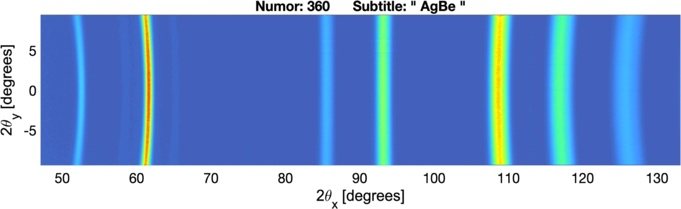 Numor: 360 Subtitle: " AgBe "
5
0
-5
2θy [degrees]
50 60 70 80 90 100 110 120 130
2θx [degrees]